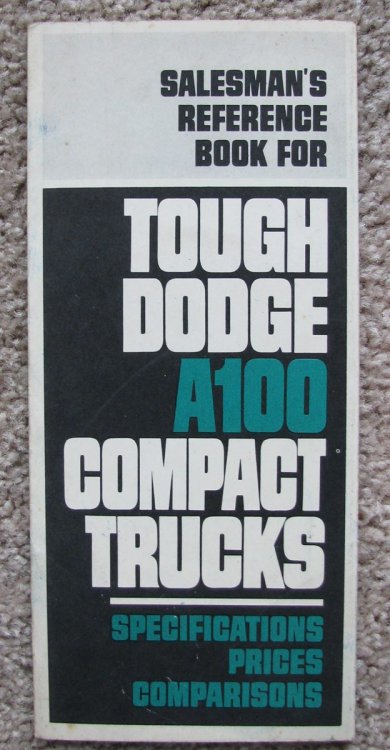 SALESMAN'S
REFERENCE
BOOK FOR
TOUGH
DODGE
A100
COMPACT
TRUCKS
SPECIFICATIONS
PRICES
COMPARISONS